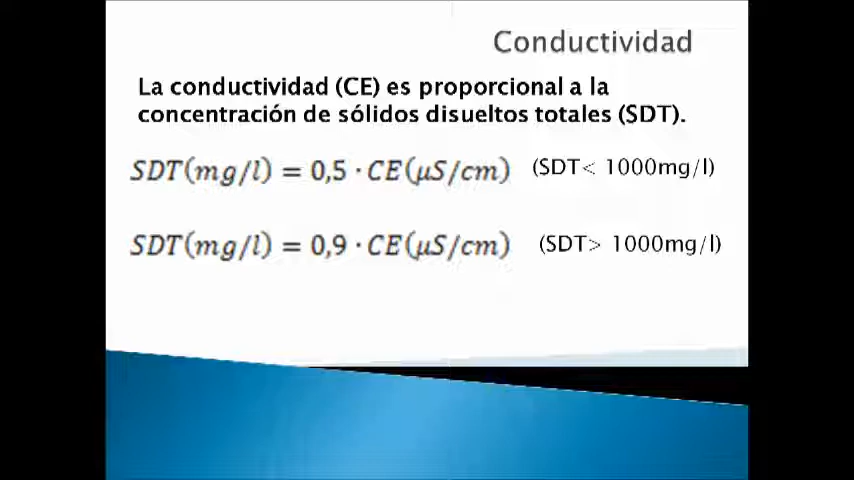 Conductividad
La conductividad (CE) es proporcional a la
concentración de sólidos disueltos totales (SDT).
SDT(mg/l) = 0,5 · CE(μS/cm) (SDT< 1000mg/l)
SDT(mg/l) = 0,9 · CE(μS/cm) (SDT> 1000mg/l)